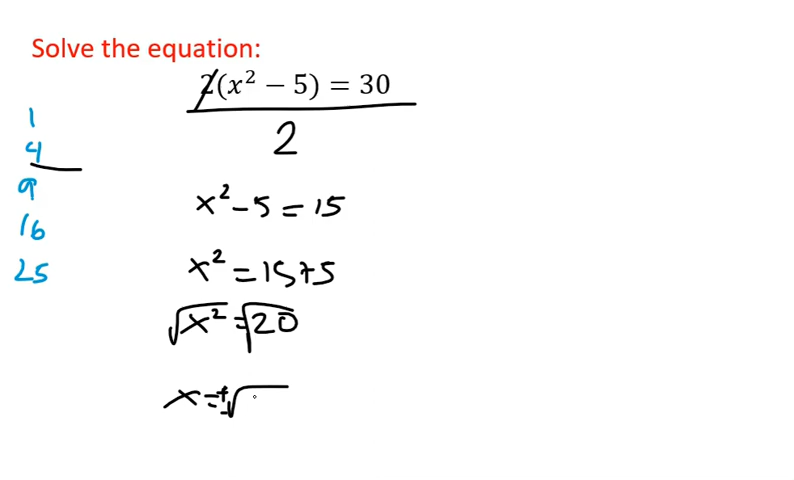 Solve the equation:
2(x² − 5) = 30
2
1
4
9
16
25
x² - 5 = 15
x² = 15+5
√x² = √20
x = ±√